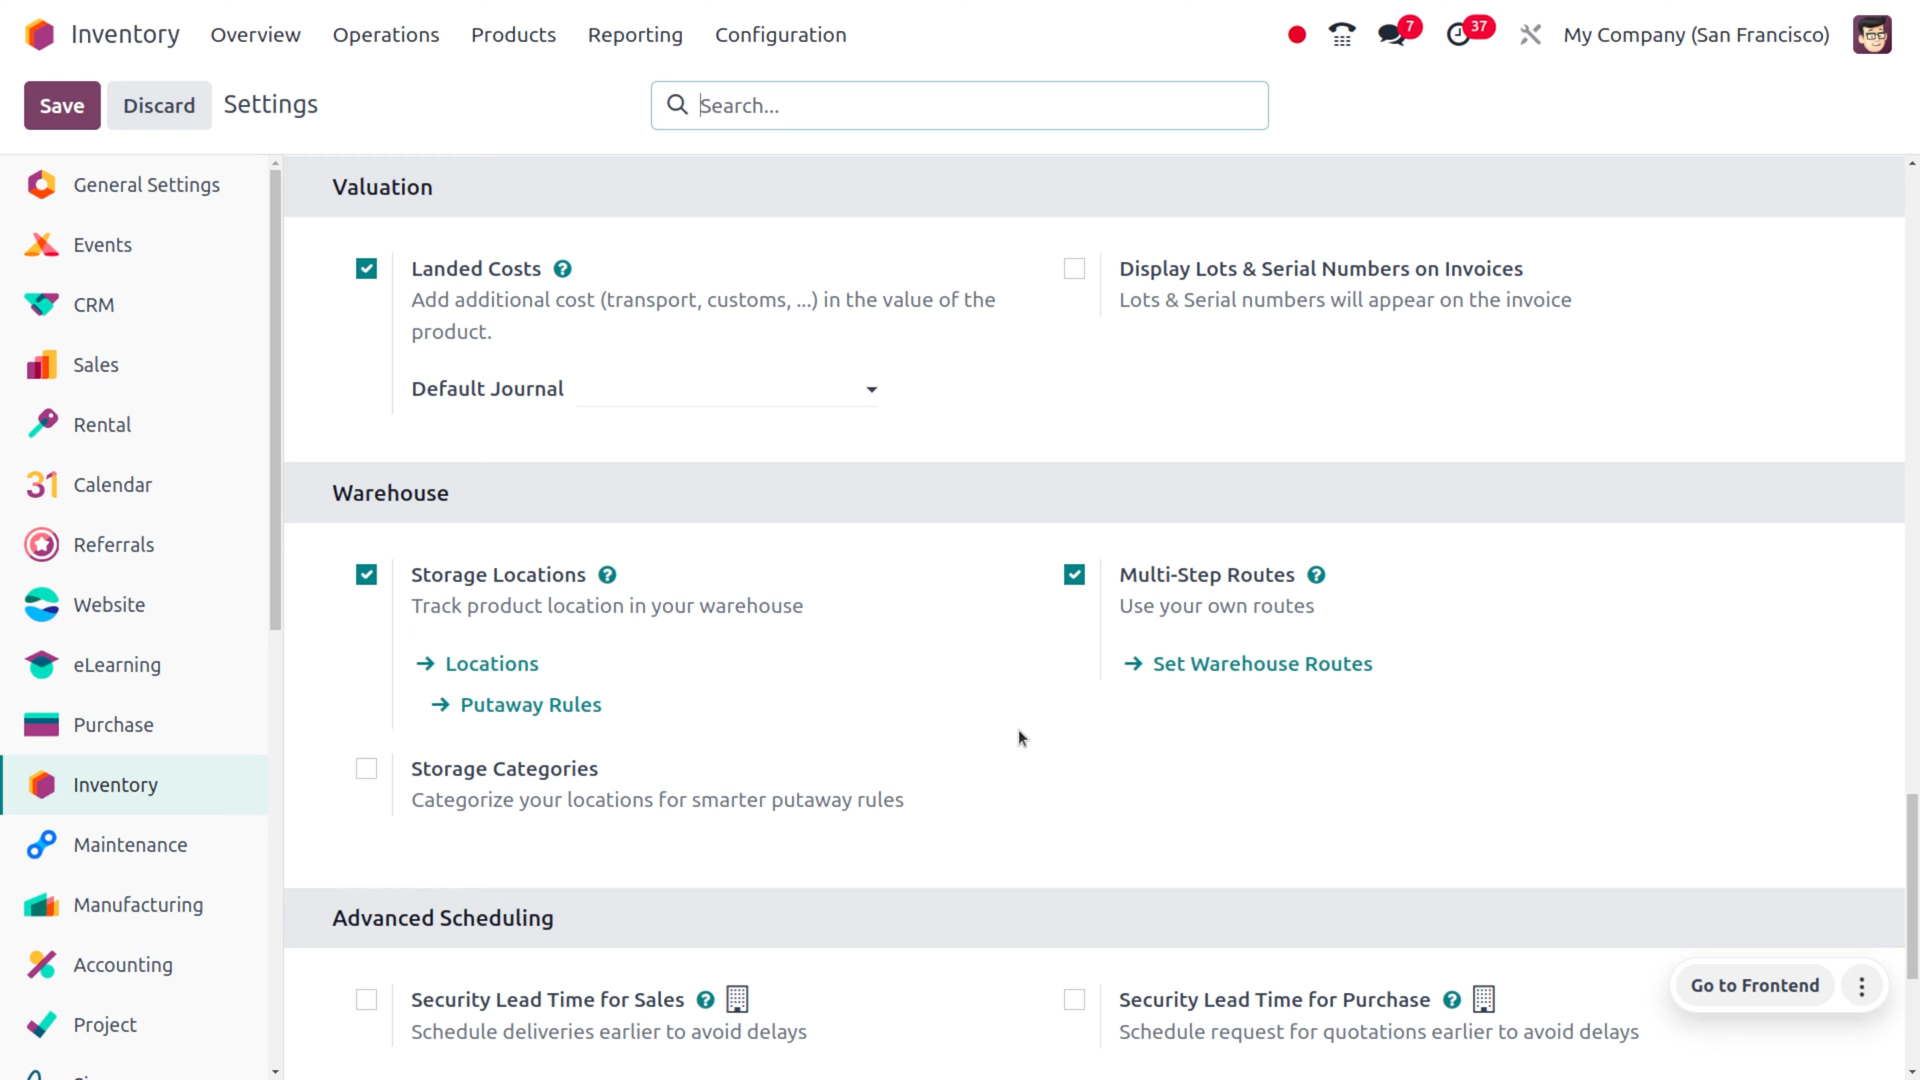 Inventory Overview Operations Products Reporting Configuration 7 37 My Company (San Francisco)
Save Discard Settings Search...
General Settings
Events
CRM
Sales
Rental
31 Calendar
Referrals
Website
eLearning
Purchase
Inventory
Maintenance
Manufacturing
Accounting
Project
Valuation
Landed Costs ?
Add additional cost (transport, customs, ...) in the value of the
product.
Default Journal
Display Lots & Serial Numbers on Invoices
Lots & Serial numbers will appear on the invoice
Warehouse
Storage Locations ?
Track product location in your warehouse
Locations
Putaway Rules
Multi-Step Routes ?
Use your own routes
Set Warehouse Routes
Storage Categories
Categorize your locations for smarter putaway rules
Advanced Scheduling
Security Lead Time for Sales ?
Schedule deliveries earlier to avoid delays
Security Lead Time for Purchase ?
Schedule request for quotations earlier to avoid delays
Go to Frontend